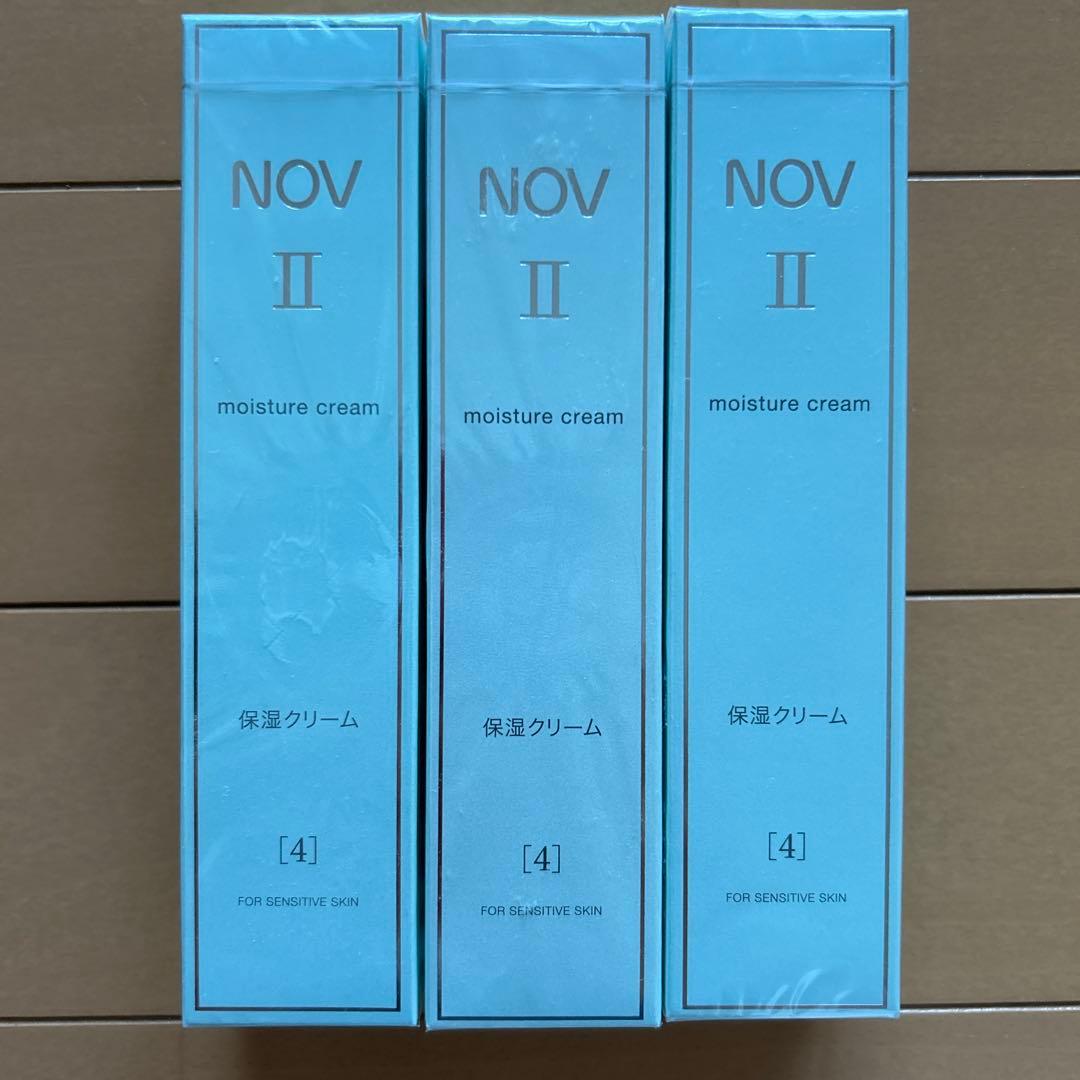 NOV
II
moisture cream
保湿クリーム
[4]
FOR SENSITIVE SKIN
NOV
II
moisture cream
保湿クリーム
[4]
FOR SENSITIVE SKIN
NOV
II
moisture cream
保湿クリーム
[4]
FOR SENSITIVE SKIN